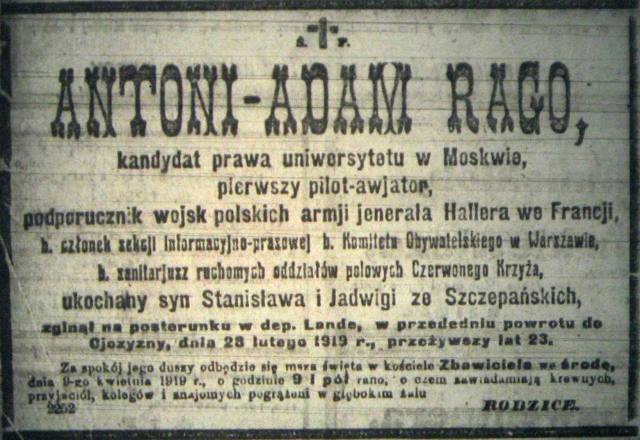 Ś. † P.
ANTONI-ADAM RAGO,
kandydat prawa uniwersytetu w Moskwie,
pierwszy pilot-awjator,
podporucznik wojsk polskich armji jenerała Hallera we Francji,
b. członek sekcji informacyjno-prasowej b. Komitetu Obywatelskiego w Warszawie,
b. sanitarjusz ruchomych oddziałów polowych Czerwonego Krzyża,
ukochany syn Stanisława i Jadwigi ze Szczepańskich,
zginął na posterunku w dep. Lande, w przededniu powrotu do
Ojczyzny, dnia 28 lutego 1919 r., przeżywszy lat 23.
Za spokój jego duszy odbędzie się msza święta w kościele Zbawiciela we środę,
dnia 9-go kwietnia 1919 r., o godzinie 9 i pół rano, o czem zawiadamiają krewnych,
przyjaciół, kolegów i znajomych pogrążeni w głębokim żalu
2252 RODZICE.